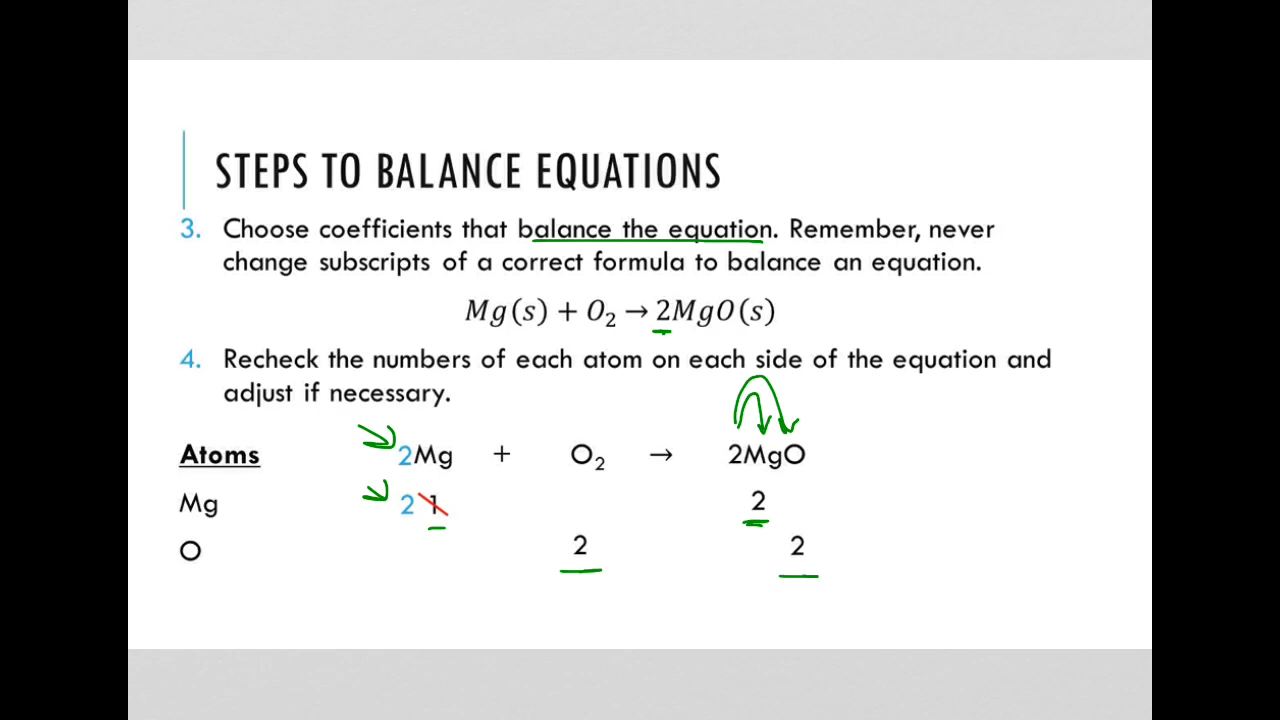 STEPS TO BALANCE EQUATIONS
3. Choose coefficients that balance the equation. Remember, never
change subscripts of a correct formula to balance an equation.
Mg(s) + O₂ → 2MgO(s)
4. Recheck the numbers of each atom on each side of the equation and
adjust if necessary.
Atoms 2Mg + O₂ → 2MgO
Mg 2 1 2
O 2 2